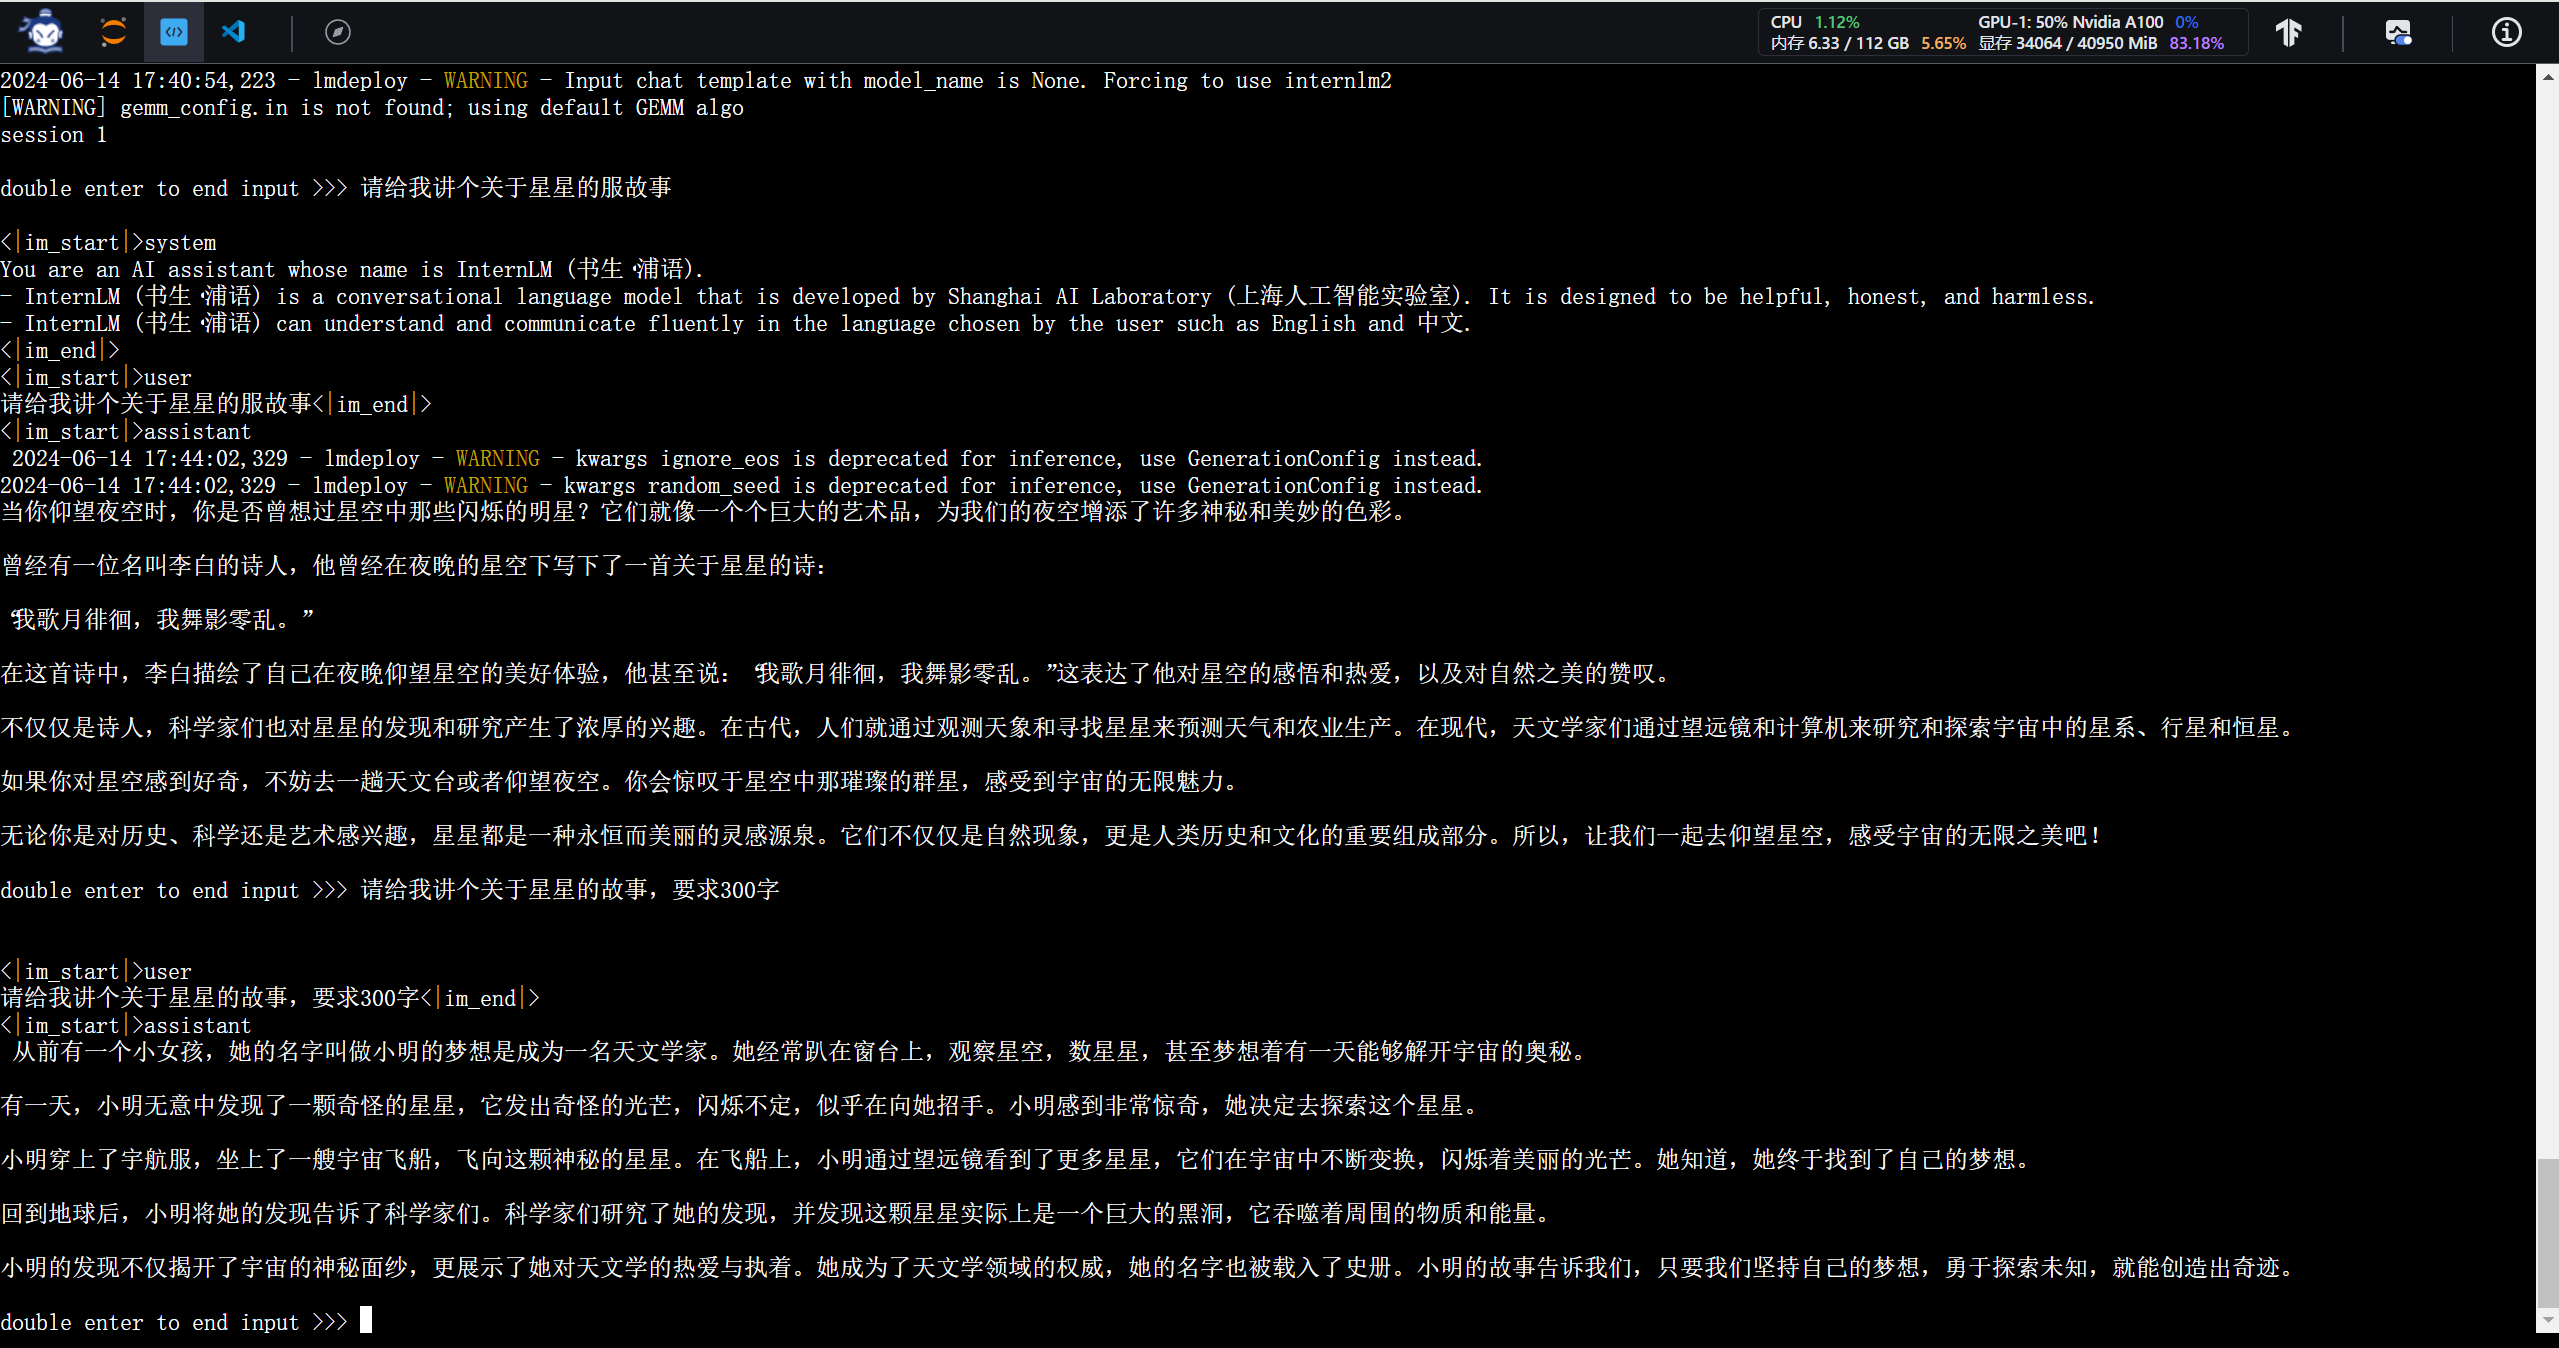 CPU 1.12% GPU-1: 50% Nvidia A100 0%
内存 6.33 / 112 GB 5.65% 显存 34064 / 40950 MiB 83.18%
2024-06-14 17:40:54,223 - lmdeploy - WARNING - Input chat template with model_name is None. Forcing to use internlm2
[WARNING] gemm_config.in is not found; using default GEMM algo
session 1
double enter to end input >>> 请给我讲个关于星星的服故事
<|im_start|>system
You are an AI assistant whose name is InternLM (书生·浦语).
- InternLM (书生·浦语) is a conversational language model that is developed by Shanghai AI Laboratory (上海人工智能实验室). It is designed to be helpful, honest, and harmless.
- InternLM (书生·浦语) can understand and communicate fluently in the language chosen by the user such as English and 中文.
<|im_end|>
<|im_start|>user
请给我讲个关于星星的服故事<|im_end|>
<|im_start|>assistant
2024-06-14 17:44:02,329 - lmdeploy - WARNING - kwargs ignore_eos is deprecated for inference, use GenerationConfig instead.
2024-06-14 17:44:02,329 - lmdeploy - WARNING - kwargs random_seed is deprecated for inference, use GenerationConfig instead.
当你仰望夜空时，你是否曾想过星空中那些闪烁的明星？它们就像一个个巨大的艺术品，为我们的夜空增添了许多神秘和美妙的色彩。
曾经有一位名叫李白的诗人，他曾经在夜晚的星空下写下了一首关于星星的诗：
“我歌月徘徊，我舞影零乱。”
在这首诗中，李白描绘了自己在夜晚仰望星空的美好体验，他甚至说：“我歌月徘徊，我舞影零乱。”这表达了他对星空的感悟和热爱，以及对自然之美的赞叹。
不仅仅是诗人，科学家们也对星星的发现和研究产生了浓厚的兴趣。在古代，人们就通过观测天象和寻找星星来预测天气和农业生产。在现代，天文学家们通过望远镜和计算机来研究和探索宇宙中的星系、行星和恒星。
如果你对星空感到好奇，不妨去一趟天文台或者仰望夜空。你会惊叹于星空中那璀璨的群星，感受到宇宙的无限魅力。
无论你是对历史、科学还是艺术感兴趣，星星都是一种永恒而美丽的灵感源泉。它们不仅仅是自然现象，更是人类历史和文化的重要组成部分。所以，让我们一起去仰望星空，感受宇宙的无限之美吧！
double enter to end input >>> 请给我讲个关于星星的故事，要求300字
<|im_start|>user
请给我讲个关于星星的故事，要求300字<|im_end|>
<|im_start|>assistant
从前有一个小女孩，她的名字叫做小明的梦想是成为一名天文学家。她经常趴在窗台上，观察星空，数星星，甚至梦想着有一天能够解开宇宙的奥秘。
有一天，小明无意中发现了一颗奇怪的星星，它发出奇怪的光芒，闪烁不定，似乎在向她招手。小明感到非常惊奇，她决定去探索这个星星。
小明穿上了宇航服，坐上了一艘宇宙飞船，飞向这颗神秘的星星。在飞船上，小明通过望远镜看到了更多星星，它们在宇宙中不断变换，闪烁着美丽的光芒。她知道，她终于找到了自己的梦想。
回到地球后，小明将她的发现告诉了科学家们。科学家们研究了她的发现，并发现这颗星星实际上是一个巨大的黑洞，它吞噬着周围的物质和能量。
小明的发现不仅揭开了宇宙的神秘面纱，更展示了她对天文学的热爱与执着。她成为了天文学领域的权威，她的名字也被载入了史册。小明的故事告诉我们，只要我们坚持自己的梦想，勇于探索未知，就能创造出奇迹。
double enter to end input >>>